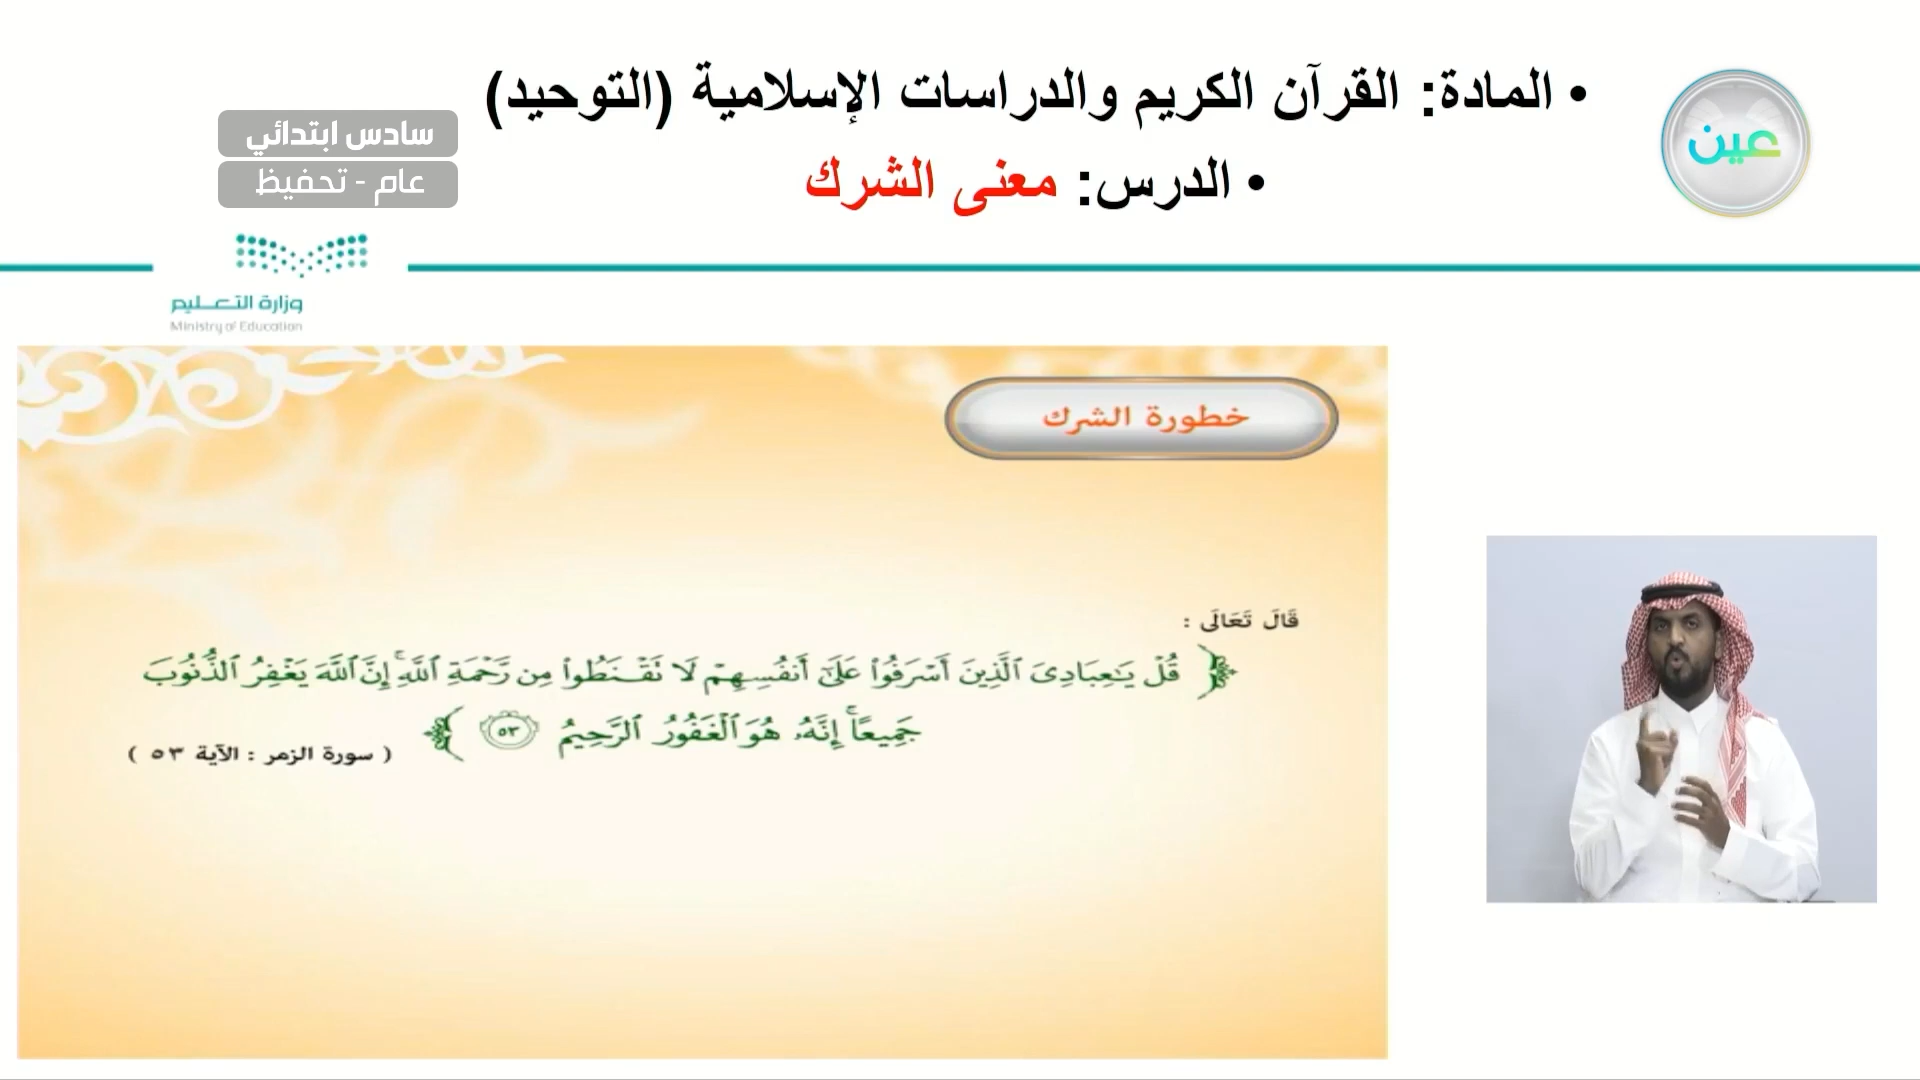 • المادة: القرآن الكريم والدراسات الإسلامية (التوحيد)
• الدرس: معنى الشرك
عين
سادس ابتدائي
عام - تحفيظ
وزارة التعليم
Ministry of Education
خطورة الشرك
قَالَ تَعَالَى :
﴿ قُلْ يَٰعِبَادِىَ ٱلَّذِينَ أَسْرَفُوا۟ عَلَىٰٓ أَنفُسِهِمْ لَا تَقْنَطُوا۟ مِن رَّحْمَةِ ٱللَّهِ ۚ إِنَّ ٱللَّهَ يَغْفِرُ ٱلذُّنُوبَ
جَمِيعًا ۚ إِنَّهُۥ هُوَ ٱلْغَفُورُ ٱلرَّحِيمُ ٥٣ ﴾
( سورة الزمر : الآية ٥٣ )